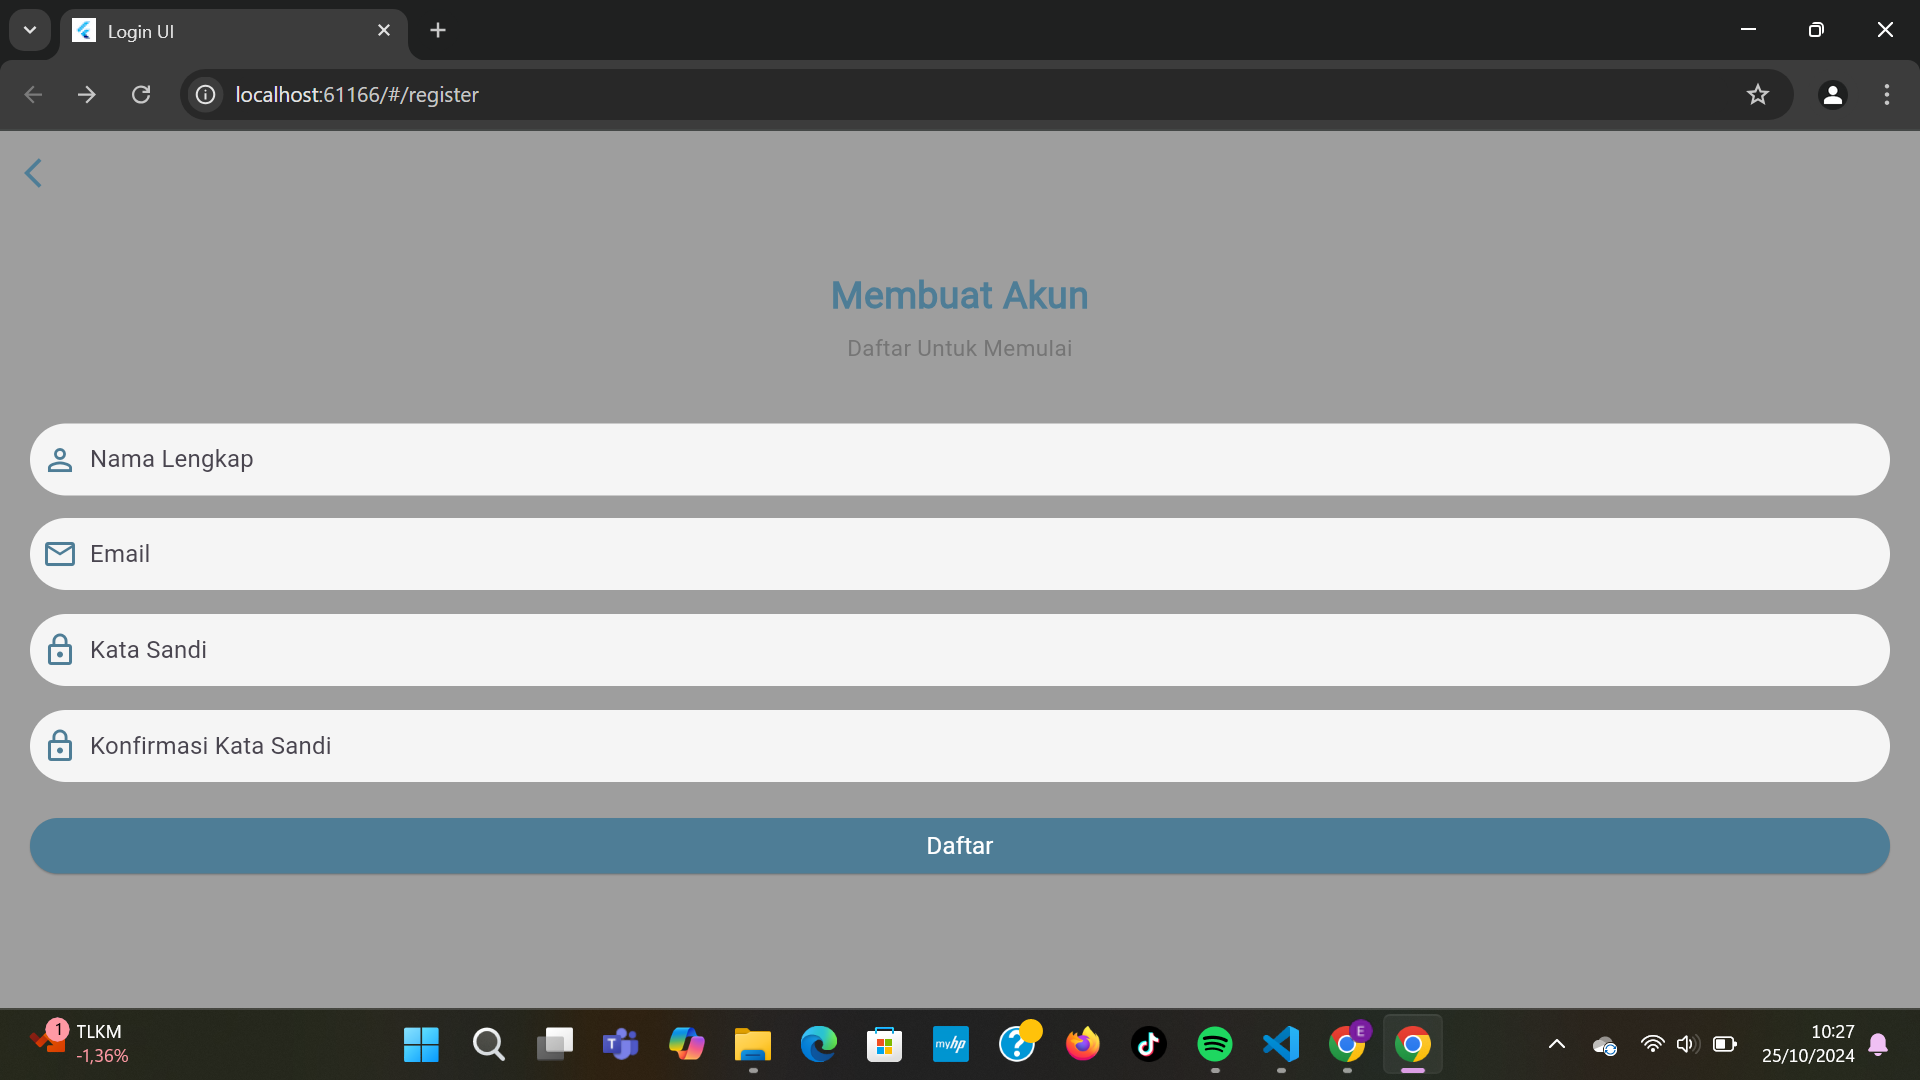 Login UI
localhost:61166/#/register
Membuat Akun
Daftar Untuk Memulai
Nama Lengkap
Email
Kata Sandi
Konfirmasi Kata Sandi
Daftar
1
TLKM
-1,36%
T
myhp
?
E
10:27
25/10/2024